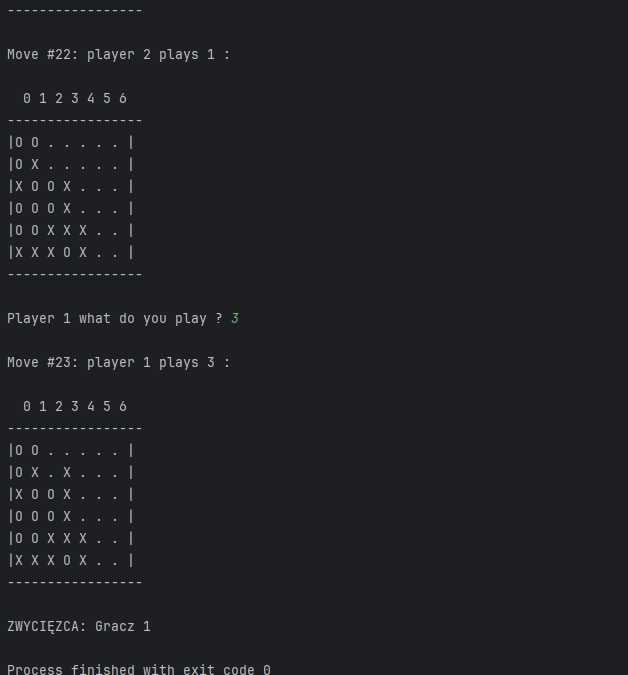 -----------------
Move #22: player 2 plays 1 :
  0 1 2 3 4 5 6
-----------------
|O O . . . . . |
|O X . . . . . |
|X O O X . . . |
|O O O X . . . |
|O O X X X . . |
|X X X O X . . |
-----------------
Player 1 what do you play ? 3
Move #23: player 1 plays 3 :
  0 1 2 3 4 5 6
-----------------
|O O . . . . . |
|O X . X . . . |
|X O O X . . . |
|O O O X . . . |
|O O X X X . . |
|X X X O X . . |
-----------------
ZWYCIĘZCA: Gracz 1
Process finished with exit code 0